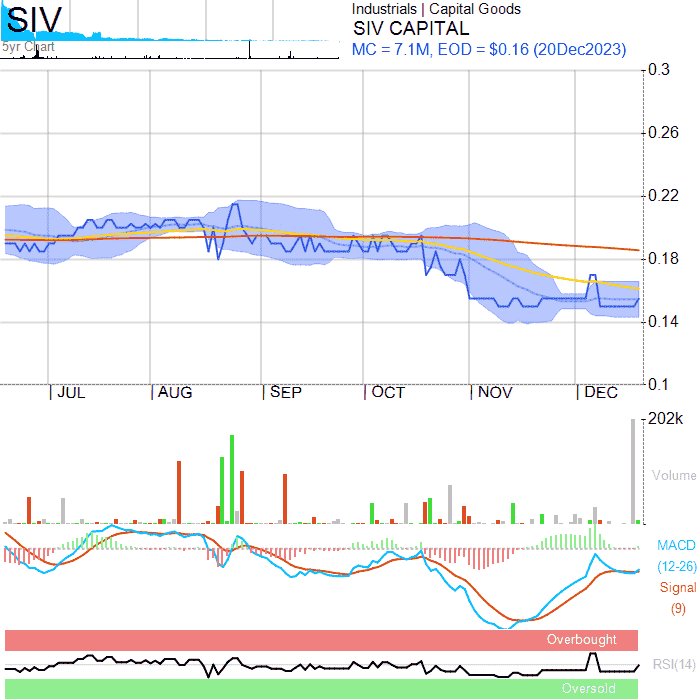 SIV
5yr Chart
Industrials | Capital Goods
SIV CAPITAL
MC = 7.1M, EOD = $0.16 (20Dec2023)
0.3
0.26
0.22
0.18
0.14
0.1
JUL AUG SEP OCT NOV DEC
202k
Volume
MACD
(12-26)
Signal
(9)
Overbought
RSI(14)
Oversold